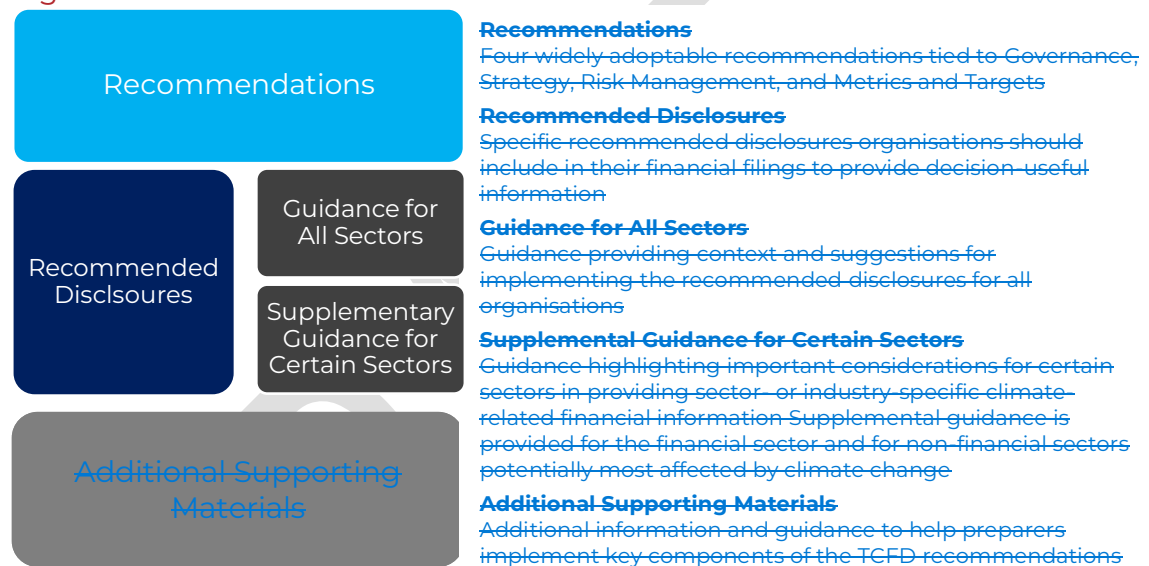 Recommendations
Recommended
Disclsoures
Guidance for
All Sectors
Supplementary
Guidance for
Certain Sectors
Additional Supporting
Materials
Recommendations
Four widely adoptable recommendations tied to Governance,
Strategy, Risk Management, and Metrics and Targets
Recommended Disclosures
Specific recommended disclosures organisations should
include in their financial filings to provide decision-useful
information
Guidance for All Sectors
Guidance providing context and suggestions for
implementing the recommended disclosures for all
organisations
Supplemental Guidance for Certain Sectors
Guidance highlighting important considerations for certain
sectors in providing sector- or industry-specific climate-
related financial information Supplemental guidance is
provided for the financial sector and for non-financial sectors
potentially most affected by climate change
Additional Supporting Materials
Additional information and guidance to help preparers
implement key components of the TCFD recommendations